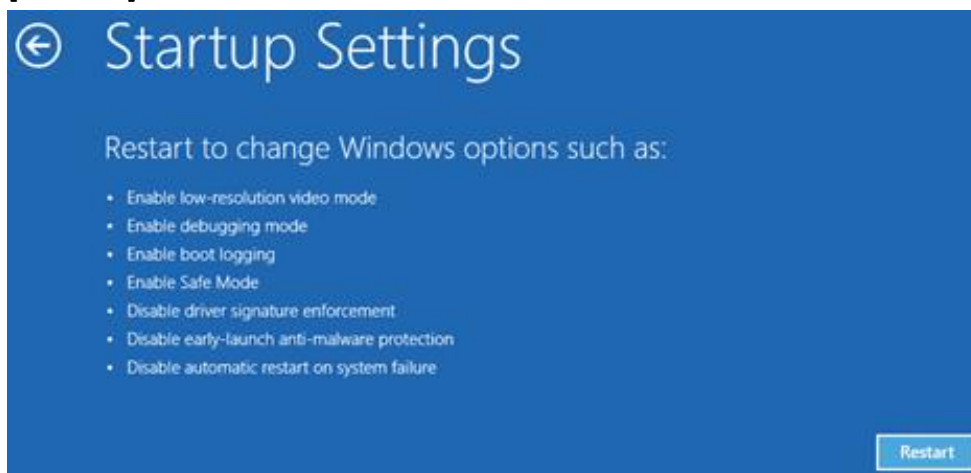 Startup Settings
Restart to change Windows options such as:
• Enable low-resolution video mode
• Enable debugging mode
• Enable boot logging
• Enable Safe Mode
• Disable driver signature enforcement
• Disable early-launch anti-malware protection
• Disable automatic restart on system failure
Restart